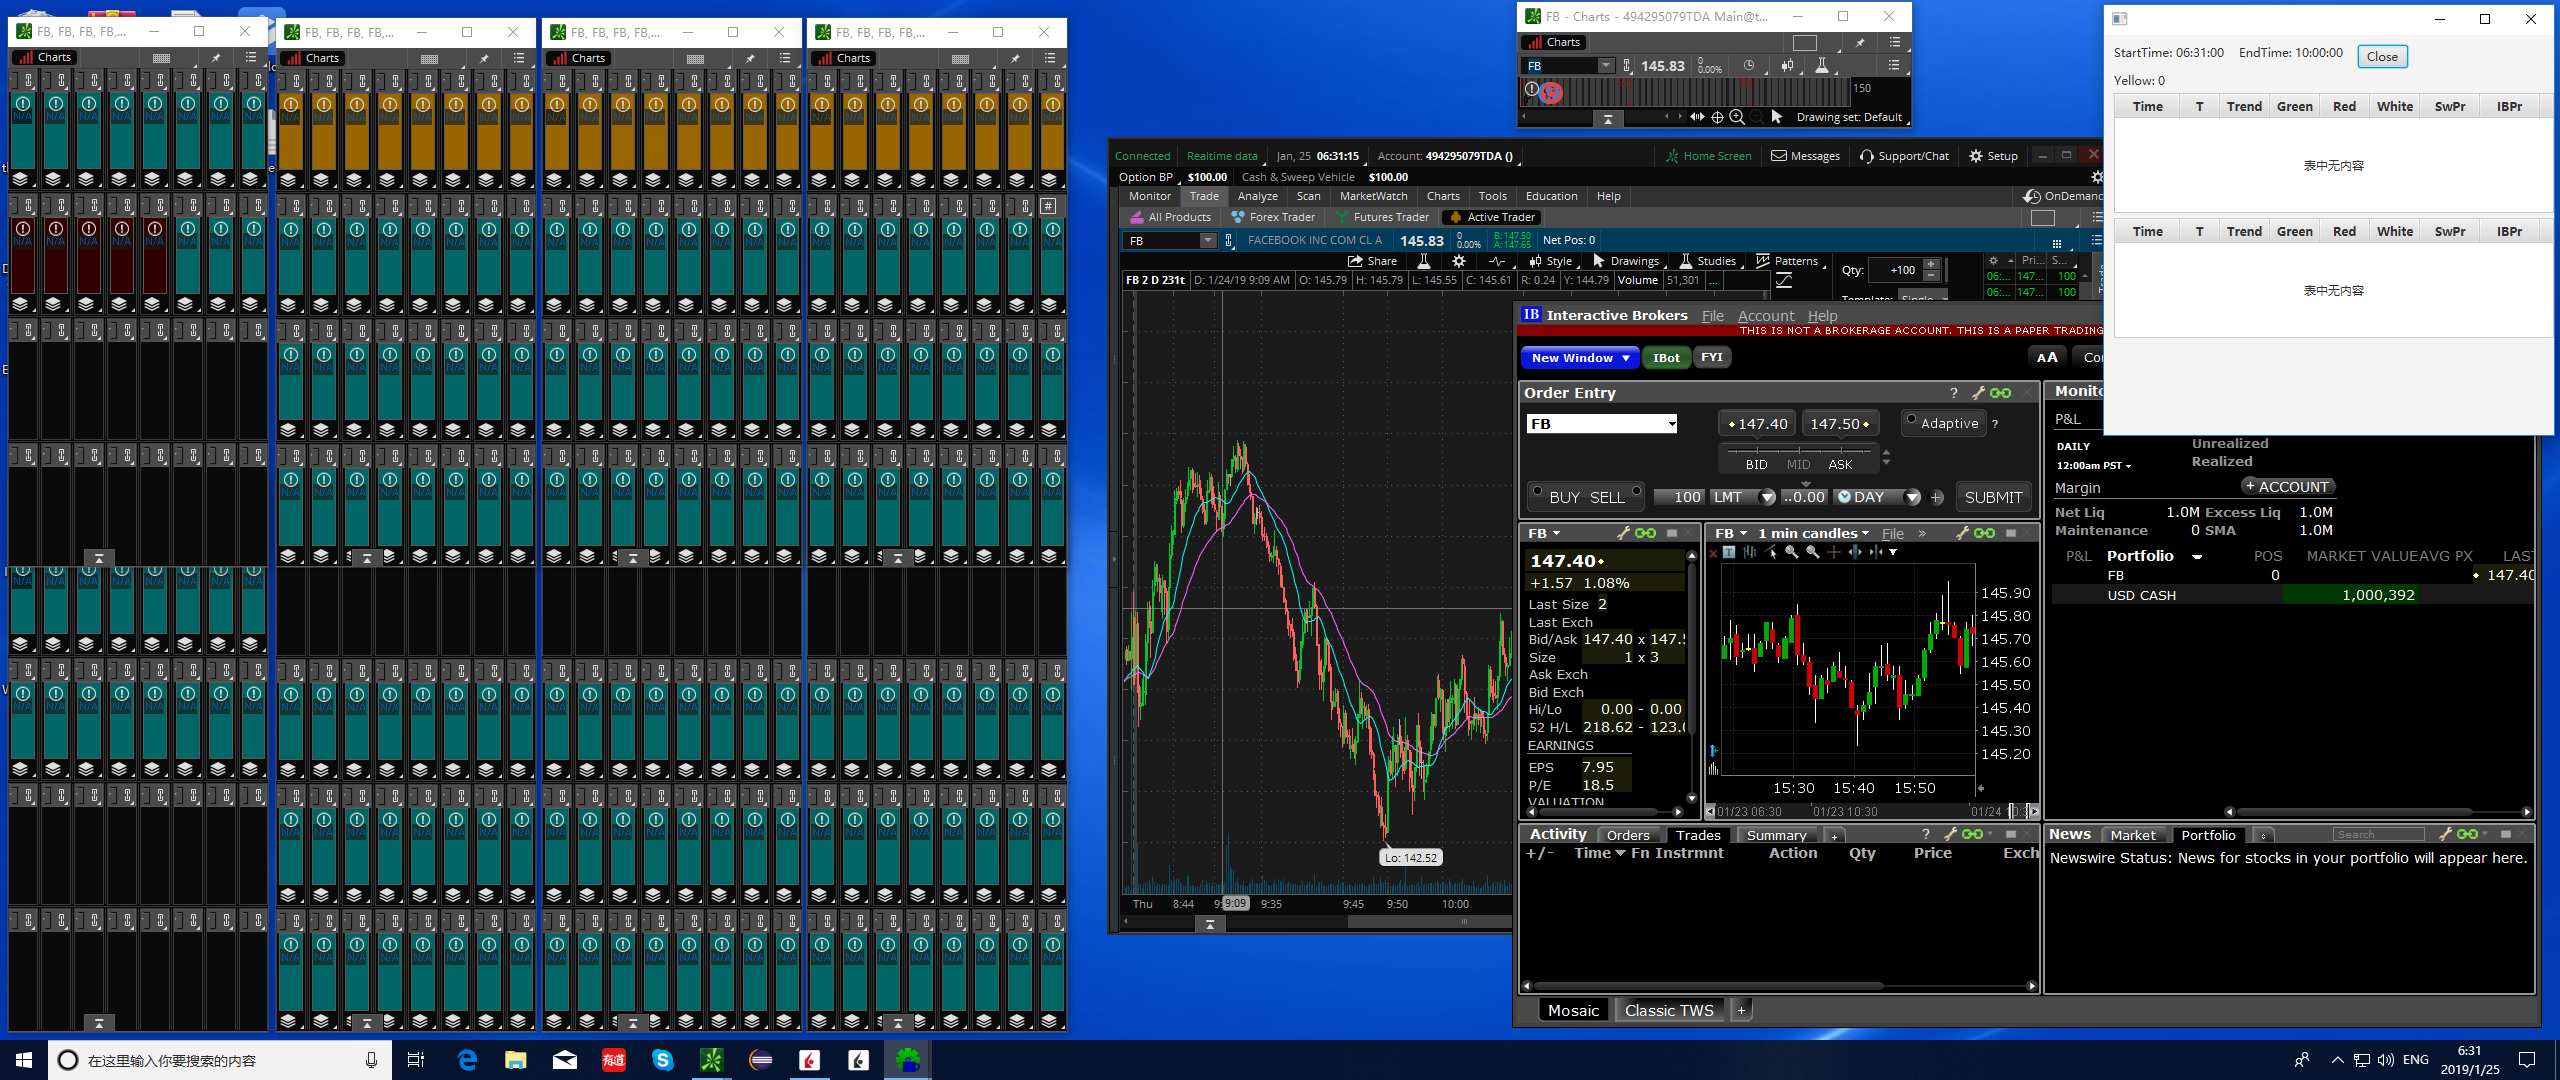 FB, FB, FB, FB,...
Charts
FB, FB, FB, FB,...
Charts
FB, FB, FB, FB,...
Charts
FB, FB, FB, FB,...
Charts
FB - Charts - 494295079TDA Main@t...
Charts
FB 145.83 0 0.00%
150
Drawing set: Default
Connected Realtime data Jan, 25 06:31:15 Account: 494295079TDA () Home Screen Messages Support/Chat Setup
Option BP $100.00 Cash & Sweep Vehicle $100.00
Monitor Trade Analyze Scan MarketWatch Charts Tools Education Help OnDemand
All Products Forex Trader Futures Trader Active Trader
FB FACEBOOK INC COM CL A 145.83 0 0.00% B: 147.50 A: 147.65 Net Pos: 0
Share Style Drawings Studies Patterns Qty: +100
FB 2 D 231t D: 1/24/19 9:09 AM O: 145.79 H: 145.79 L: 145.55 C: 145.61 R: 0.24 Y: 144.79 Volume 51,301 ...
Pri... S...
06:... 147... 100
06:... 147... 100
Template: Single
Lo: 142.52
Thu 8:44 9:09 9:35 9:45 9:50 10:00
StartTime: 06:31:00 EndTime: 10:00:00 Close
Yellow: 0
Time T Trend Green Red White SwPr IBPr
表中无内容
Time T Trend Green Red White SwPr IBPr
表中无内容
IB Interactive Brokers File Account Help
THIS IS NOT A BROKERAGE ACCOUNT. THIS IS A PAPER TRADING
New Window IBot FYI AA
Order Entry ?
FB 147.40 147.50 Adaptive ?
BID MID ASK
BUY SELL 100 LMT ..0.00 DAY + SUBMIT
FB
147.40
+1.57 1.08%
Last Size 2
Last Exch
Bid/Ask 147.40 x 147.5
Size 1 x 3
Ask Exch
Bid Exch
Hi/Lo 0.00 - 0.00
52 H/L 218.62 - 123.0
EARNINGS
EPS 7.95
P/E 18.5
VALUATION
FB 1 min candles File »
145.90
145.80
145.70
145.60
145.50
145.40
145.30
145.20
15:30 15:40 15:50
01/23 06:30 01/23 10:30 01/24
P&L
DAILY Unrealized
12:00am PST Realized
Margin + ACCOUNT
Net Liq 1.0M Excess Liq 1.0M
Maintenance 0 SMA 1.0M
P&L Portfolio POS MARKET VALUE AVG PX LAST
FB 0 147.40
USD CASH 1,000,392
Activity Orders Trades Summary + ?
+/- Time Fn Instrmnt Action Qty Price Exch
News Market Portfolio Search
Newswire Status: News for stocks in your portfolio will appear here.
Mosaic Classic TWS +
在这里输入你要搜索的内容
有道
ENG
6:31
2019/1/25